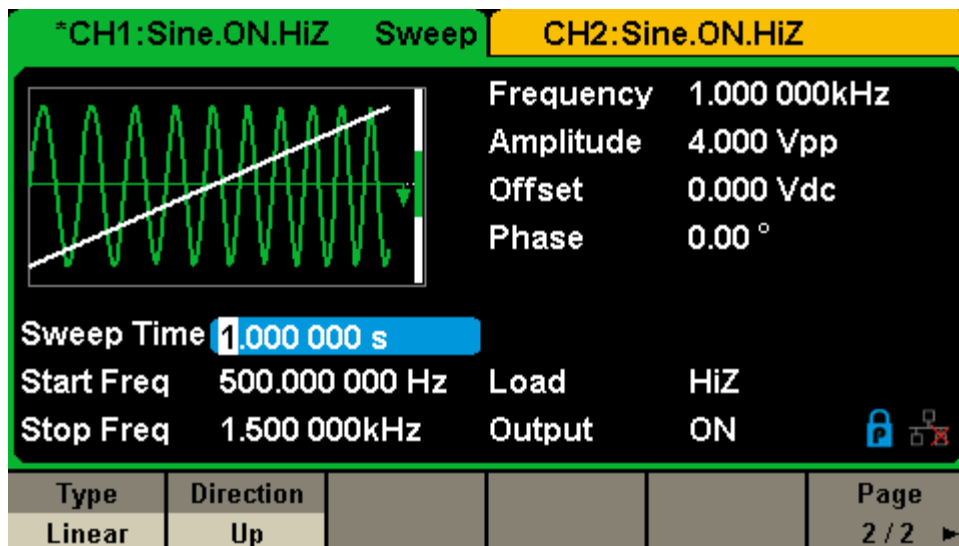 *CH1:Sine.ON.HiZ Sweep CH2:Sine.ON.HiZ
Frequency 1.000 000kHz
Amplitude 4.000 Vpp
Offset 0.000 Vdc
Phase 0.00 °
Sweep Time 1.000 000 s
Start Freq 500.000 000 Hz Load HiZ
Stop Freq 1.500 000kHz Output ON
Type Direction Page
Linear Up 2 / 2